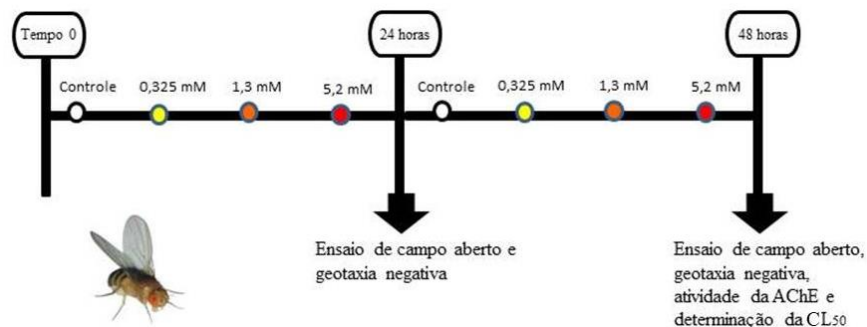 Tempo 0
24 horas
48 horas
Controle
0,325 mM
1,3 mM
5,2 mM
Controle
0,325 mM
1,3 mM
5,2 mM
Ensaio de campo aberto e
geotaxia negativa
Ensaio de campo aberto,
geotaxia negativa,
atividade da AChE e
determinação da CL50